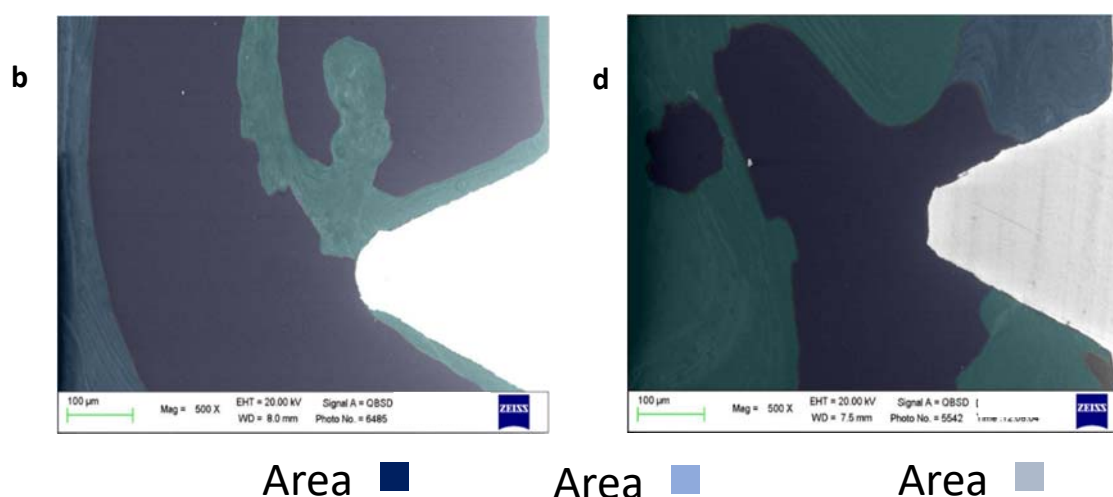 b
d
100 µm
Mag = 500 X
EHT = 20.00 kV
WD = 8.0 mm
Signal A = QBSD
Photo No. = 6485
ZEISS
100 µm
Mag = 500 X
EHT = 20.00 kV
WD = 7.5 mm
Signal A = QBSD
Photo No. = 5542
ZEISS
Area
Area
Area